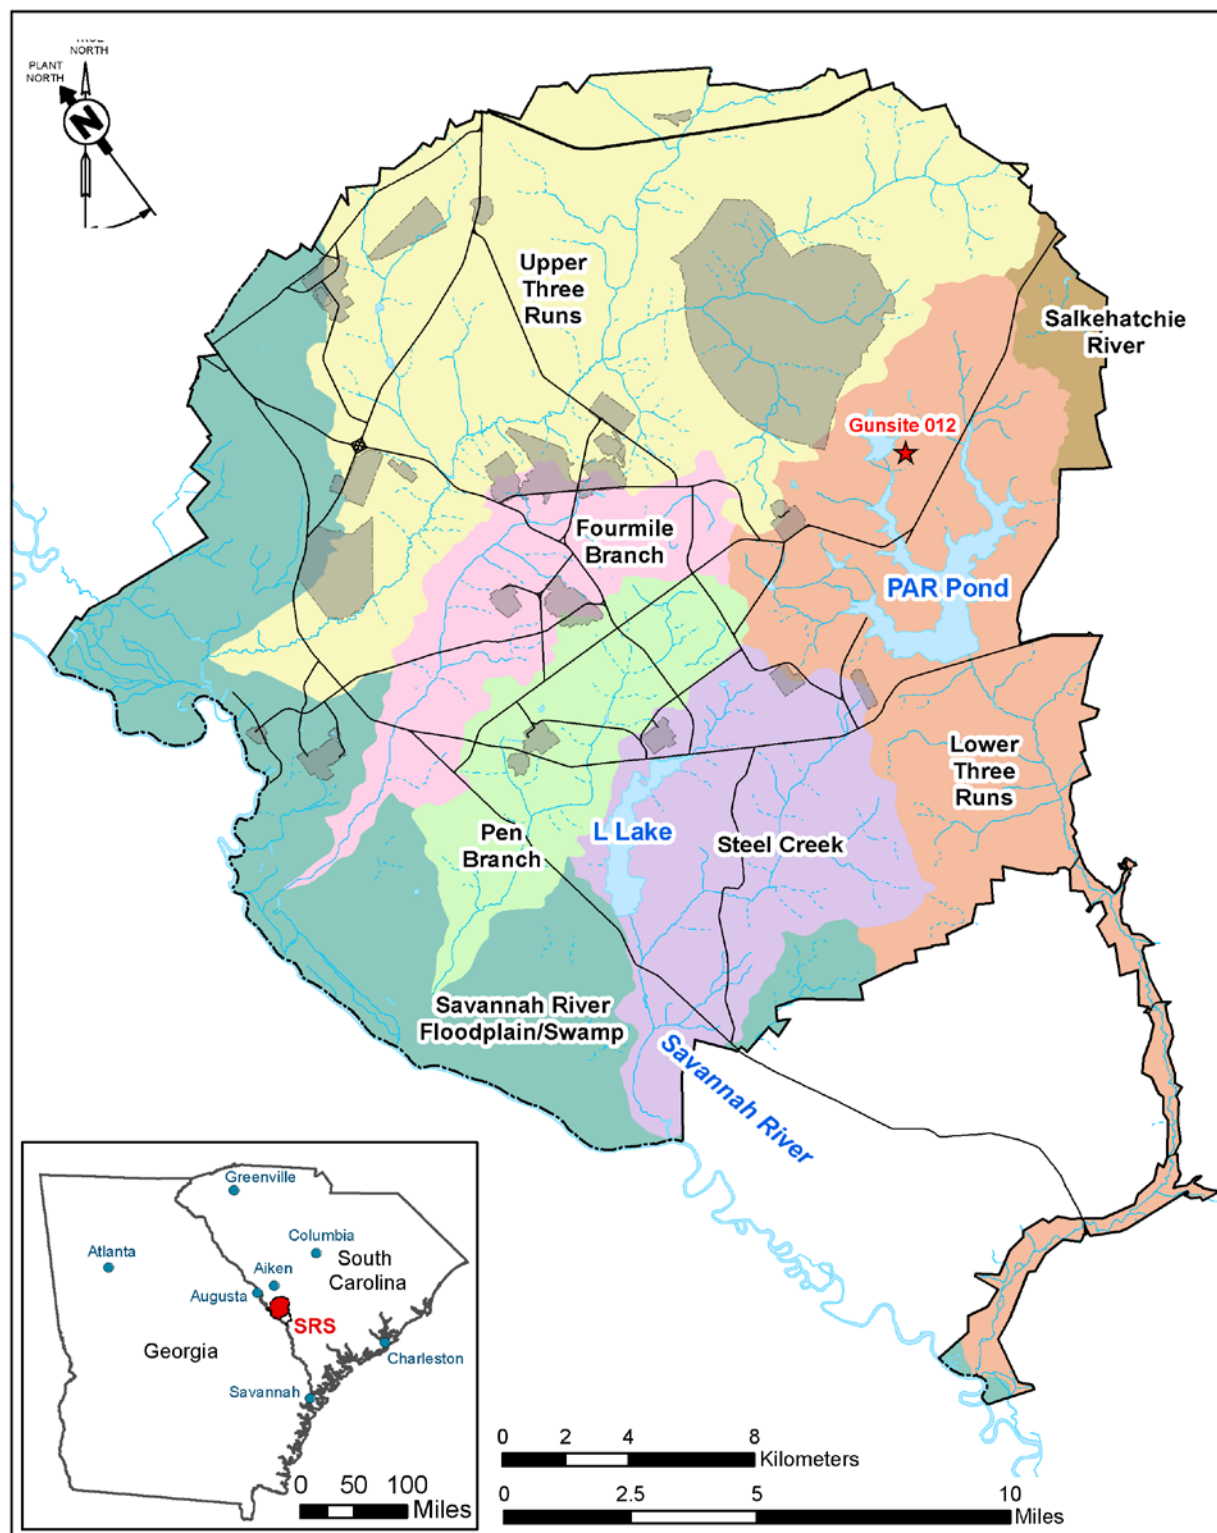 TRUE
NORTH
PLANT
NORTH
N
Upper
Three
Runs
Salkehatchie
River
Gunsite 012
Fourmile
Branch
PAR Pond
Lower
Three
Runs
L Lake
Pen
Branch
Steel Creek
Savannah River
Floodplain/Swamp
Savannah River
Greenville
Columbia
Atlanta
South
Carolina
Aiken
Augusta
SRS
Georgia
Charleston
Savannah
0 50 100
Miles
0 2 4 8
Kilometers
0 2.5 5 10
Miles